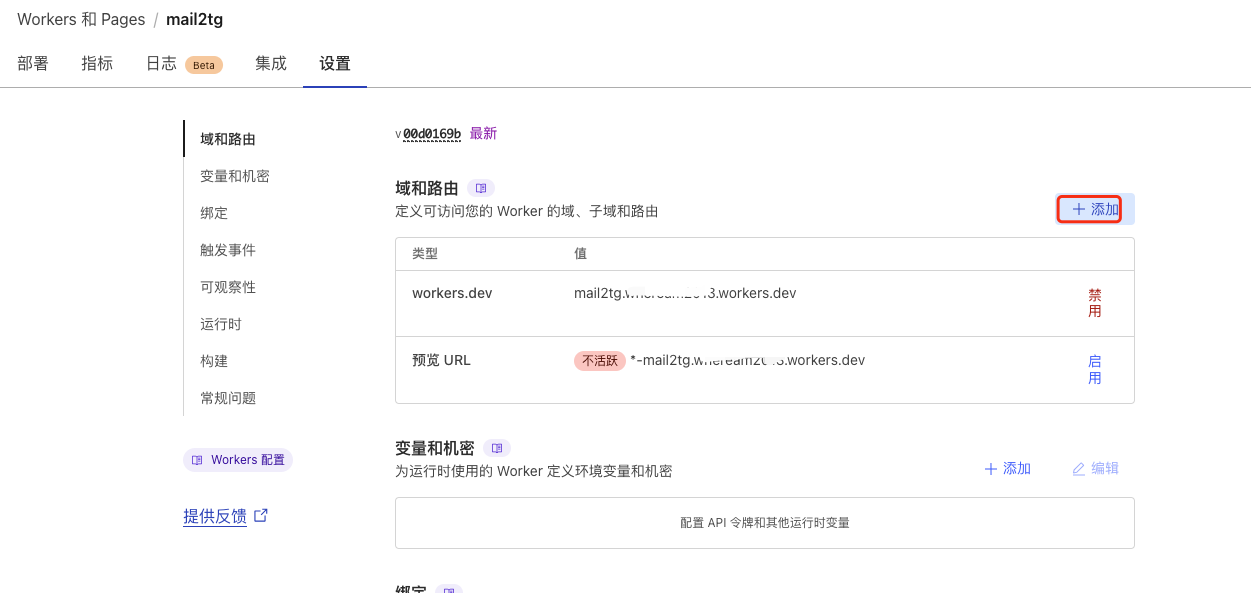 Workers 和 Pages / mail2tg
部署 指标 日志 Beta 集成 设置
域和路由
变量和机密
绑定
触发事件
可观察性
运行时
构建
常规问题
Workers 配置
提供反馈
v 00d0169b 最新
域和路由
定义可访问您的 Worker 的域、子域和路由
添加
类型 值
workers.dev mail2tg. .workers.dev 禁用
预览 URL 不活跃 *-mail2tg. .workers.dev 启用
变量和机密
为运行时使用的 Worker 定义环境变量和机密
添加 编辑
配置 API 令牌和其他运行时变量
绑定